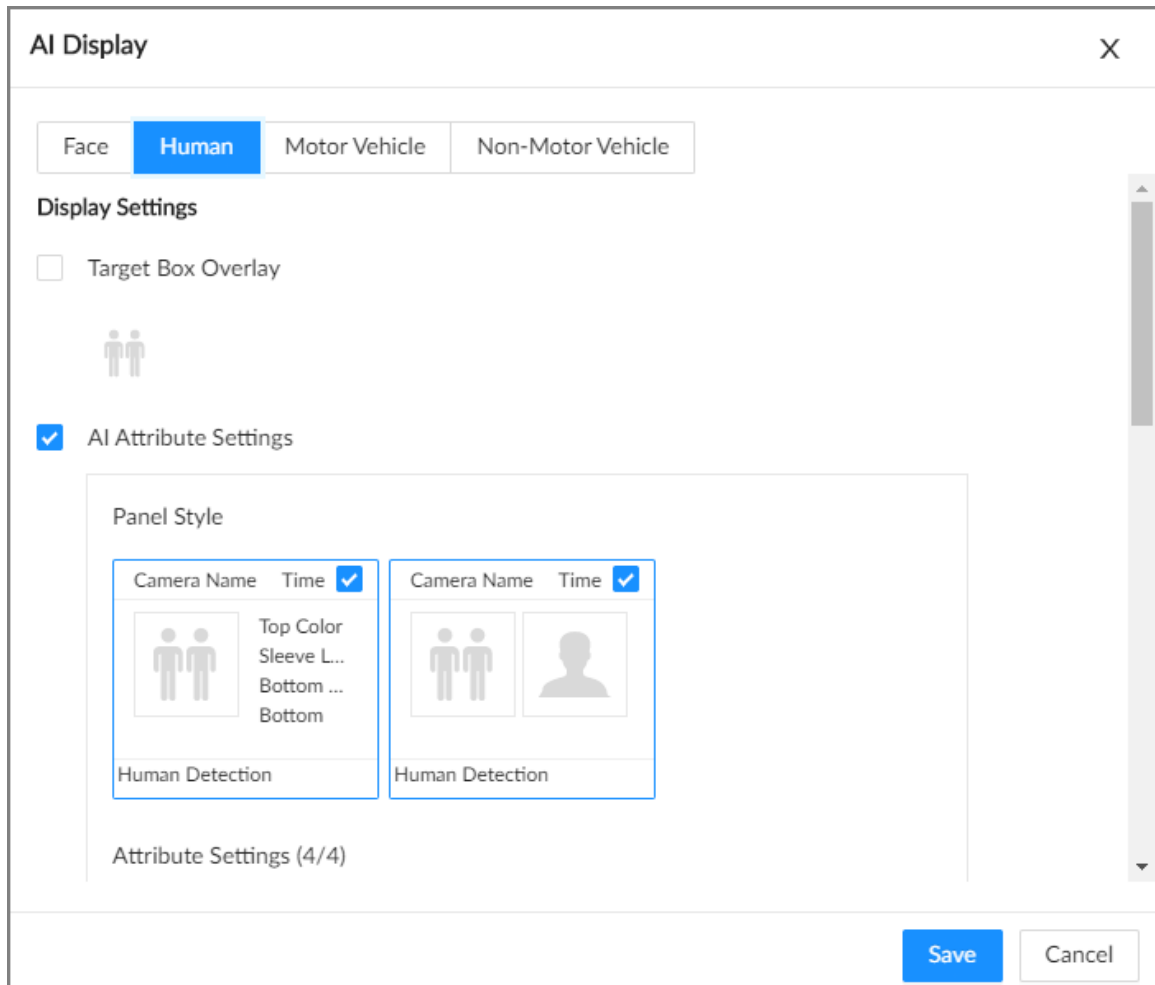 AI Display X
Face Human Motor Vehicle Non-Motor Vehicle
Display Settings
Target Box Overlay
AI Attribute Settings
Panel Style
Camera Name Time Camera Name Time
Top Color
Sleeve L...
Bottom ...
Bottom
Human Detection Human Detection
Attribute Settings (4/4)
Save Cancel